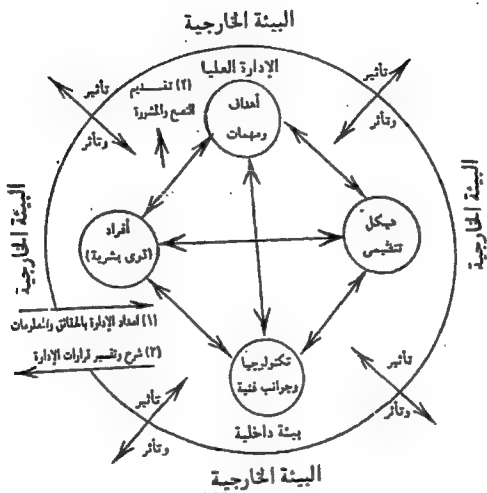 البيئة الخارجية
الإدارة العليا
تأثير
وتأثر
(٢) تقديم
النصح والمشورة
تأثير
وتأثر
أهداف
ومهمات
البيئة الخارجية
البيئة الخارجية
هيكل
تنظيمى
أفراد
(قوى بشرية)
(١) امداد الإدارة بالحقائق والمعلومات
(٣) شرح وتفسير قرارات الإدارة
تكنولوجيا
وجوانب فنية
تأثير
وتأثر
تأثير
وتأثر
بيئة داخلية
البيئة الخارجية